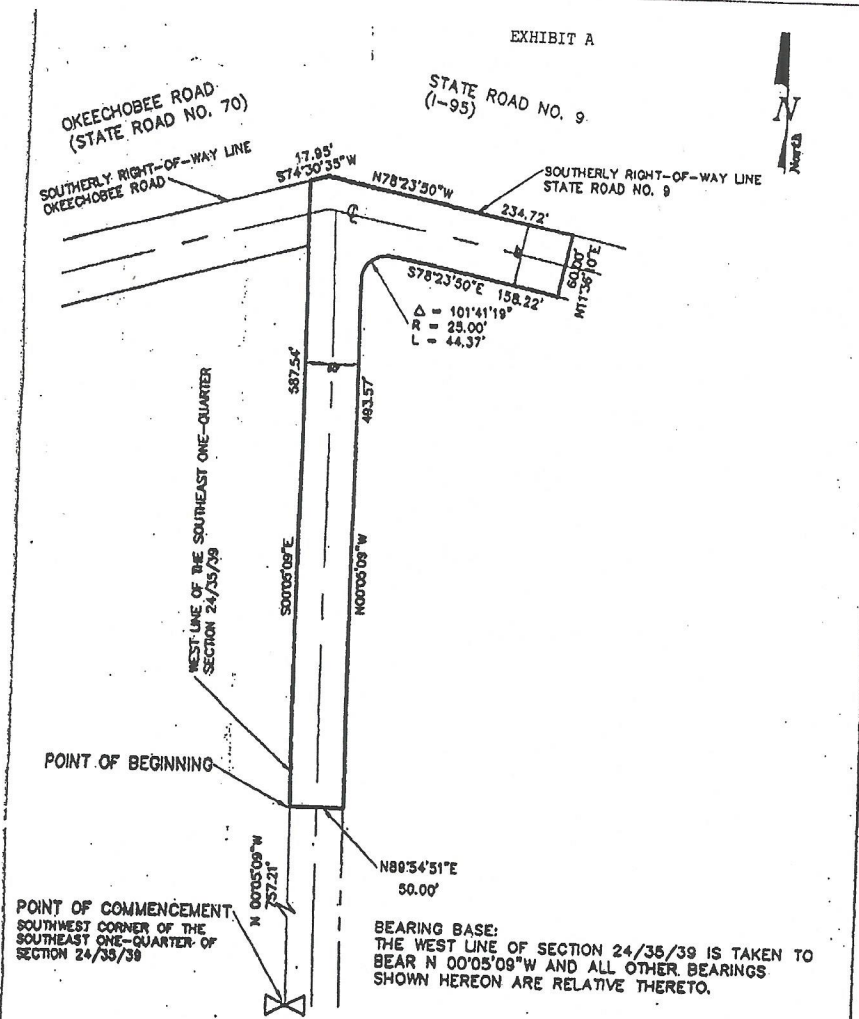 EXHIBIT A
N
North
OKEECHOBEE ROAD
(STATE ROAD NO. 70)
STATE ROAD NO. 9
(I-95)
SOUTHERLY RIGHT-OF-WAY LINE
OKEECHOBEE ROAD
17.95'
S74°30'35"W
N78°23'50"W
SOUTHERLY RIGHT-OF-WAY LINE
STATE ROAD NO. 9
234.72'
℄
60.00'
N11°36'10"E
S78°23'50"E
158.22'
Δ = 101°41'19"
R = 25.00'
L = 44.37'
587.54'
493.57'
WEST LINE OF THE SOUTHEAST ONE-QUARTER
SECTION 24/35/39
S00°05'09"E
N00°05'09"W
POINT OF BEGINNING
N89°54'51"E
50.00'
N 00°05'09"W
757.21'
POINT OF COMMENCEMENT
SOUTHWEST CORNER OF THE
SOUTHEAST ONE-QUARTER OF
SECTION 24/35/39
BEARING BASE:
THE WEST LINE OF SECTION 24/35/39 IS TAKEN TO
BEAR N 00°05'09"W AND ALL OTHER BEARINGS
SHOWN HEREON ARE RELATIVE THERETO.